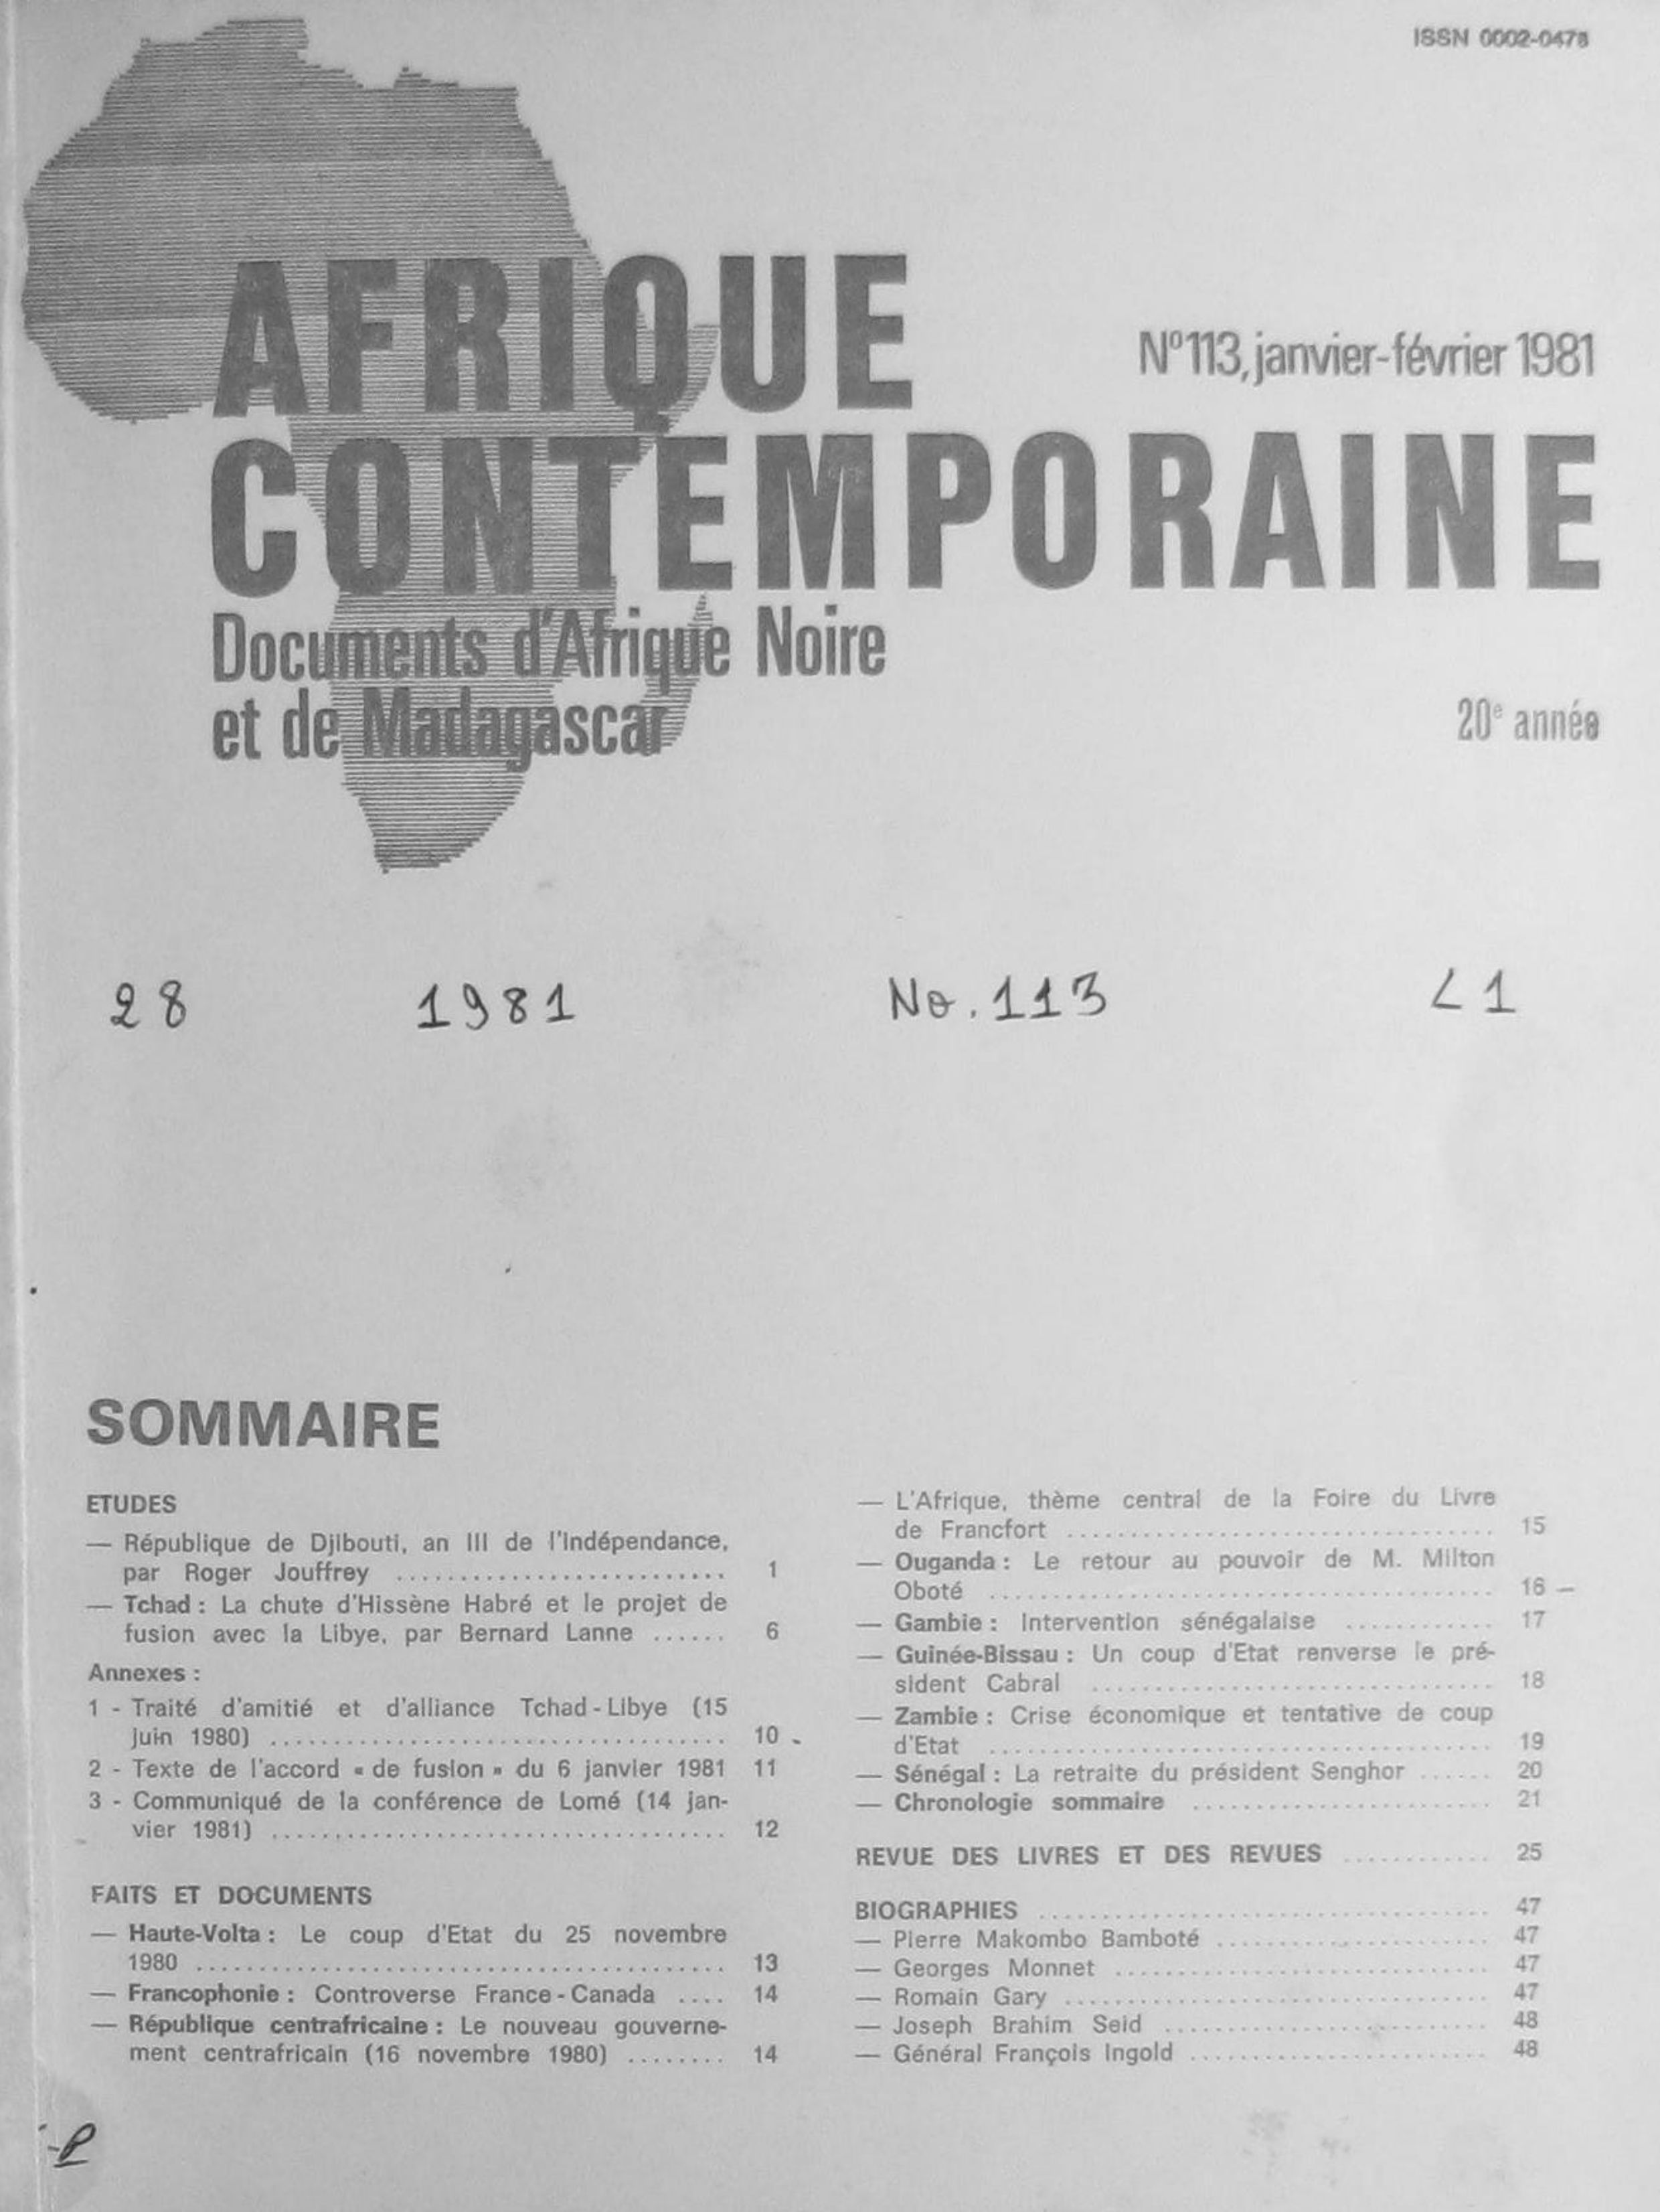 ISSN 0002-0478
AFRIQUE
N° 113, janvier-février 1981
CONTEMPORAINE
Documents d'Afrique Noire
et de Madagascar
20e année
28 1981 No. 113 <1
SOMMAIRE
ETUDES
— République de Djibouti, an III de l'Indépendance,
par Roger Jouffrey ......................... 1
— Tchad : La chute d'Hissène Habré et le projet de
fusion avec la Libye, par Bernard Lanne ...... 6
Annexes :
1 - Traité d'amitié et d'alliance Tchad - Libye (15
juin 1980) .................................... 10
2 - Texte de l'accord « de fusion » du 6 janvier 1981 11
3 - Communiqué de la conférence de Lomé (14 jan-
vier 1981) .................................... 12
FAITS ET DOCUMENTS
— Haute-Volta : Le coup d'Etat du 25 novembre
1980 .......................................... 13
— Francophonie : Controverse France - Canada .... 14
— République centrafricaine : Le nouveau gouverne-
ment centrafricain (16 novembre 1980) ........ 14
— L'Afrique, thème central de la Foire du Livre
de Francfort .................................. 15
— Ouganda : Le retour au pouvoir de M. Milton
Oboté ........................................ 16 —
— Gambie : Intervention sénégalaise ............ 17
— Guinée-Bissau : Un coup d'Etat renverse le pré-
sident Cabral ................................ 18
— Zambie : Crise économique et tentative de coup
d'Etat ........................................ 19
— Sénégal : La retraite du président Senghor ...... 20
— Chronologie sommaire ........................ 21
REVUE DES LIVRES ET DES REVUES ............ 25
BIOGRAPHIES .................................... 47
— Pierre Makombo Bamboté ...................... 47
— Georges Monnet .............................. 47
— Romain Gary .................................. 47
— Joseph Brahim Seid .......................... 48
— Général François Ingold ........................ 48